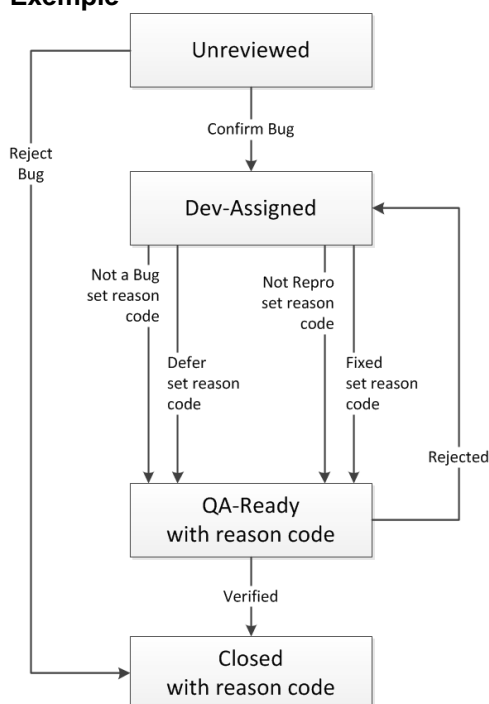 Exemple
Unreviewed
Confirm Bug
Reject
Bug
Dev-Assigned
Not a Bug
set reason
code
Not Repro
set reason
code
Defer
set reason
code
Fixed
set reason
code
Rejected
QA-Ready
with reason code
Verified
Closed
with reason code